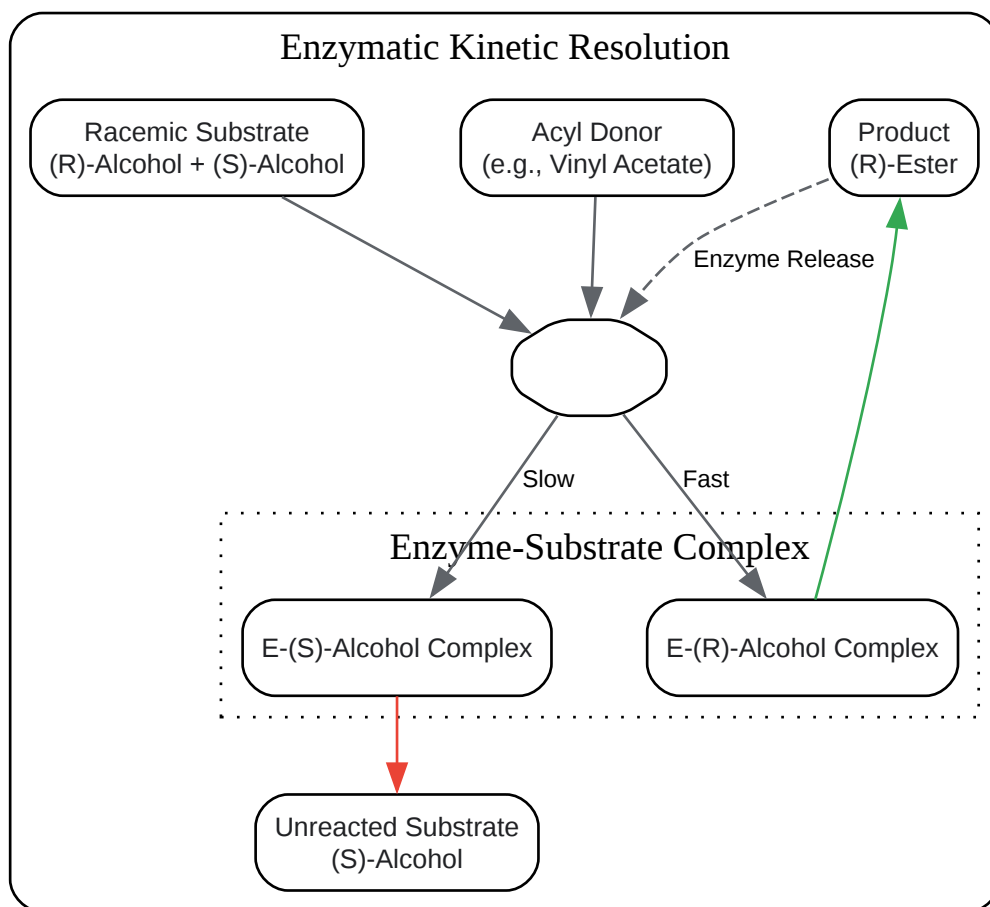 Enzymatic Kinetic Resolution
Racemic Substrate
(R)-Alcohol + (S)-Alcohol
Acyl Donor
(e.g., Vinyl Acetate)
Product
(R)-Ester
Enzyme Release
Slow
Fast
Enzyme-Substrate Complex
E-(S)-Alcohol Complex
E-(R)-Alcohol Complex
Unreacted Substrate
(S)-Alcohol